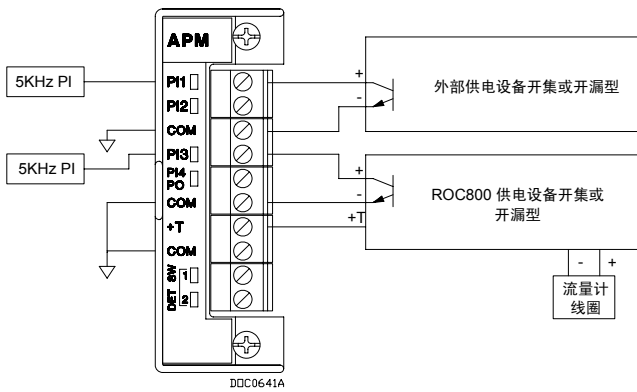 APM
5KHz PI
PI1
PI2
COM
5KHz PI
PI3
PI4
PO
COM
+T
COM
DET SW
1
2
+
-
外部供电设备开集或开漏型
+
-
+T
ROC800 供电设备开集或
开漏型
- +
流量计
线圈
DOC0641A